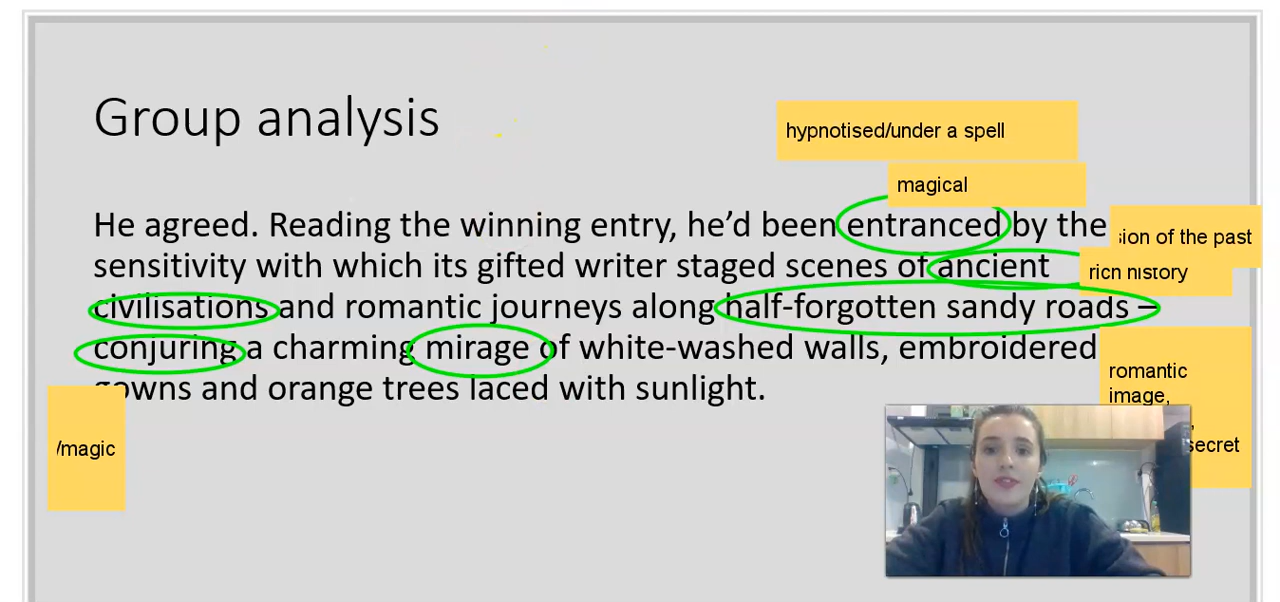 Group analysis
hypnotised/under a spell
magical
He agreed. Reading the winning entry, he'd been entranced by the
sion of the past
sensitivity with which its gifted writer staged scenes of ancient
rich history
civilisations and romantic journeys along half-forgotten sandy roads –
conjuring a charming mirage of white-washed walls, embroidered
romantic
image,
gowns and orange trees laced with sunlight.
secret
/magic